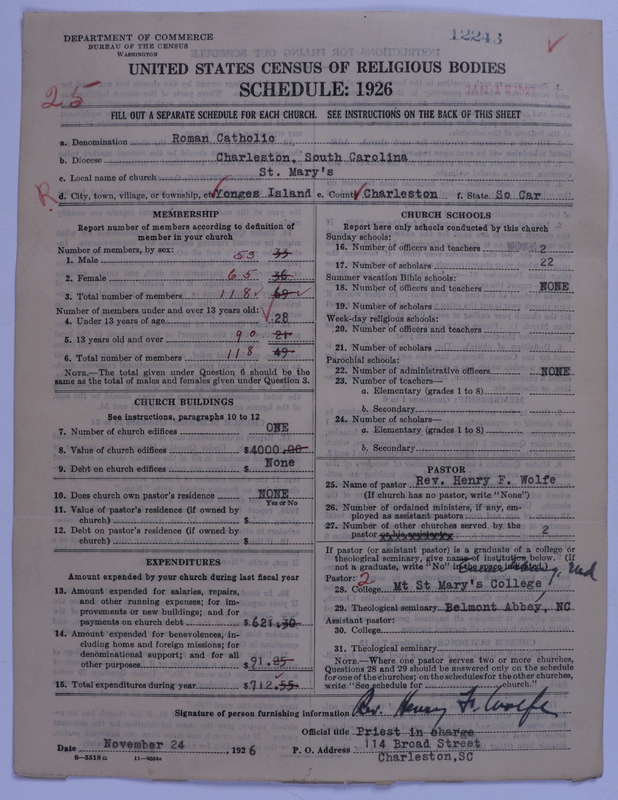 DEPARTMENT OF COMMERCE
BUREAU OF THE CENSUS
WASHINGTON
12243
25
UNITED STATES CENSUS OF RELIGIOUS BODIES
SCHEDULE: 1926
FILL OUT A SEPARATE SCHEDULE FOR EACH CHURCH. SEE INSTRUCTIONS ON THE BACK OF THIS SHEET
a. Denomination Roman Catholic
b. Diocese Charleston, South Carolina
c. Local name of church St. Mary's
R
d. City, town, village, or township, etc. Yonges Island e. County Charleston f. State So Car
MEMBERSHIP
Report number of members according to definition of
member in your church
Number of members, by sex:
1. Male 53 33
2. Female 65 36
3. Total number of members 118 69
Number of members under and over 13 years old:
4. Under 13 years of age 28
5. 13 years old and over 90 21
6. Total number of members 118 49
NOTE.—The total given under Question 6 should be the
same as the total of males and females given under Question 3.
CHURCH BUILDINGS
See instructions, paragraphs 10 to 12
7. Number of church edifices ONE
8. Value of church edifices $4000.00
9. Debt on church edifices $ None
10. Does church own pastor's residence NONE
Yes or No
11. Value of pastor's residence (if owned by
church) $
12. Debt on pastor's residence (if owned by
church) $
EXPENDITURES
Amount expended by your church during last fiscal year
13. Amount expended for salaries, repairs,
and other running expenses; for im-
provements or new buildings; and for
payments on church debt $621.30
14. Amount expended for benevolences, in-
cluding home and foreign missions; for
denominational support; and for all
other purposes $91.25
15. Total expenditures during year $712.55
CHURCH SCHOOLS
Report here only schools conducted by this church
Sunday schools:
16. Number of officers and teachers 2
17. Number of scholars 22
Summer vacation Bible schools:
18. Number of officers and teachers NONE
19. Number of scholars
Week-day religious schools:
20. Number of officers and teachers
21. Number of scholars
Parochial schools:
22. Number of administrative officers NONE
23. Number of teachers—
a. Elementary (grades 1 to 8)
b. Secondary
24. Number of scholars—
a. Elementary (grades 1 to 8)
b. Secondary
PASTOR
25. Name of pastor Rev. Henry F. Wolfe
(If church has no pastor, write "None")
26. Number of ordained ministers, if any, em-
ployed as assistant pastors
27. Number of other churches served by the
pastor 2
If pastor (or assistant pastor) is a graduate of a college or
theological seminary, give name of institution below. (If
not a graduate, write "No" in the space indicated.)
Pastor: 2 Md
28. College Mt St Mary's College
29. Theological seminary Belmont Abbey, NC
Assistant pastor:
30. College
31. Theological seminary
NOTE.—Where one pastor serves two or more churches,
Questions 28 and 29 should be answered only on the schedule
for one of the churches; on the schedules for the other churches,
write "See schedule for church."
Signature of person furnishing information Rev. Henry F. Wolfe
Official title Priest in charge
Date November 24, 1926 P. O. Address 114 Broad Street
Charleston, SC
8—5518a